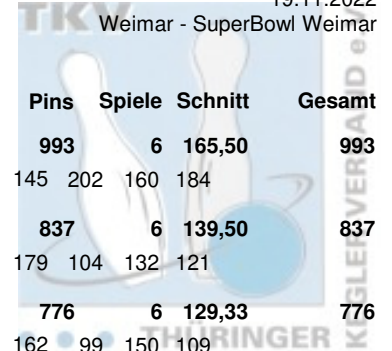 19.11.2022
TKV
Weimar - SuperBowl Weimar
Pins Spiele Schnitt Gesamt
993 6 165,50 993
145 202 160 184
837 6 139,50 837
179 104 132 121
776 6 129,33 776
THÜRINGER
162 99 150 109